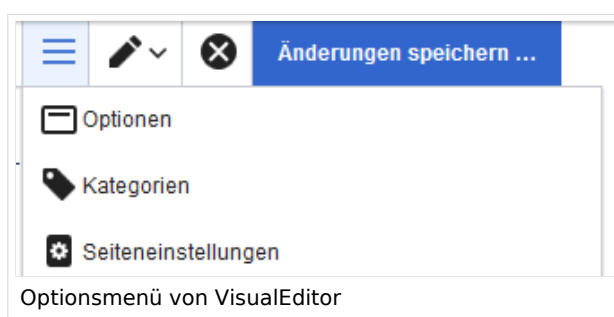 Änderungen speichern ...
Optionen
Kategorien
Seiteneinstellungen
Optionsmenü von VisualEditor